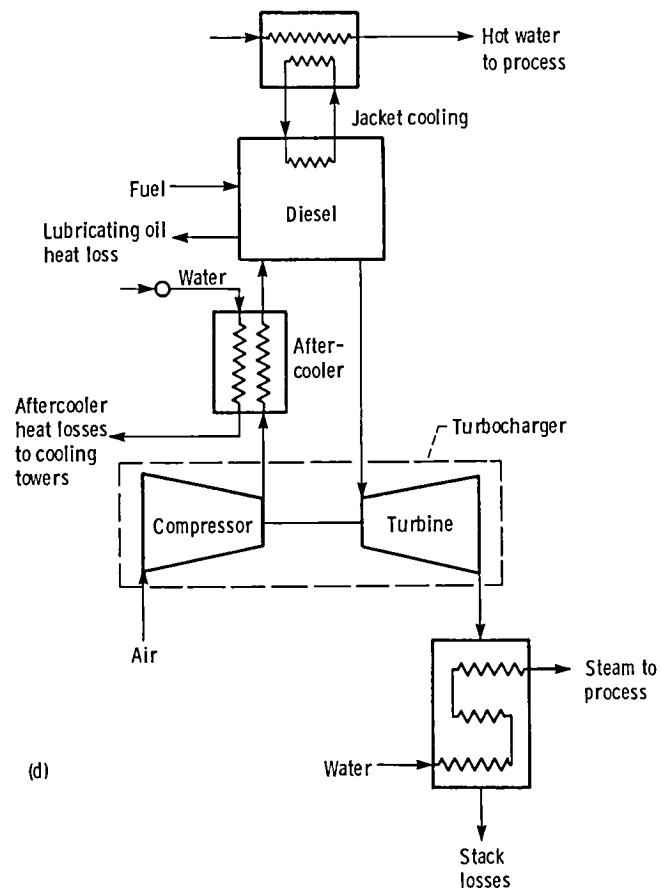 Hot water
to process
Jacket cooling
Fuel
Diesel
Lubricating oil
heat loss
Water
After-
cooler
Aftercooler
heat losses
to cooling
towers
Turbocharger
Compressor
Turbine
Air
Steam to
process
Water
(d)
Stack
losses